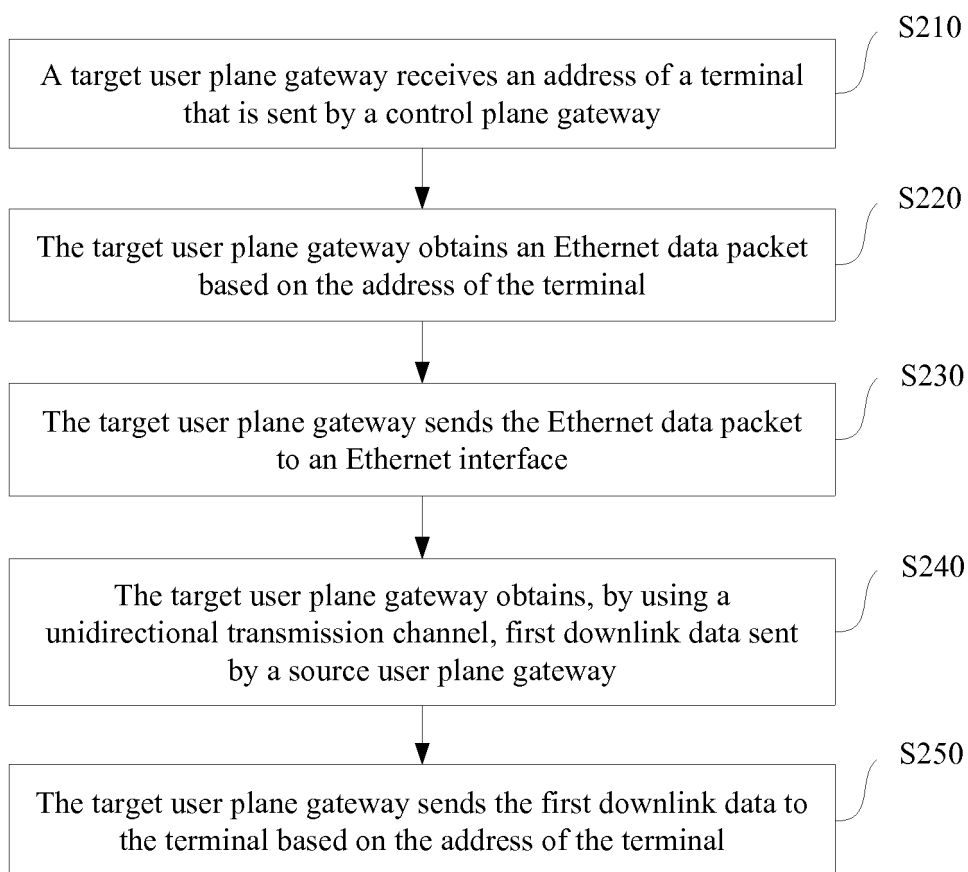 S210
A target user plane gateway receives an address of a terminal
that is sent by a control plane gateway
S220
The target user plane gateway obtains an Ethernet data packet
based on the address of the terminal
S230
The target user plane gateway sends the Ethernet data packet
to an Ethernet interface
S240
The target user plane gateway obtains, by using a
unidirectional transmission channel, first downlink data sent
by a source user plane gateway
S250
The target user plane gateway sends the first downlink data to
the terminal based on the address of the terminal